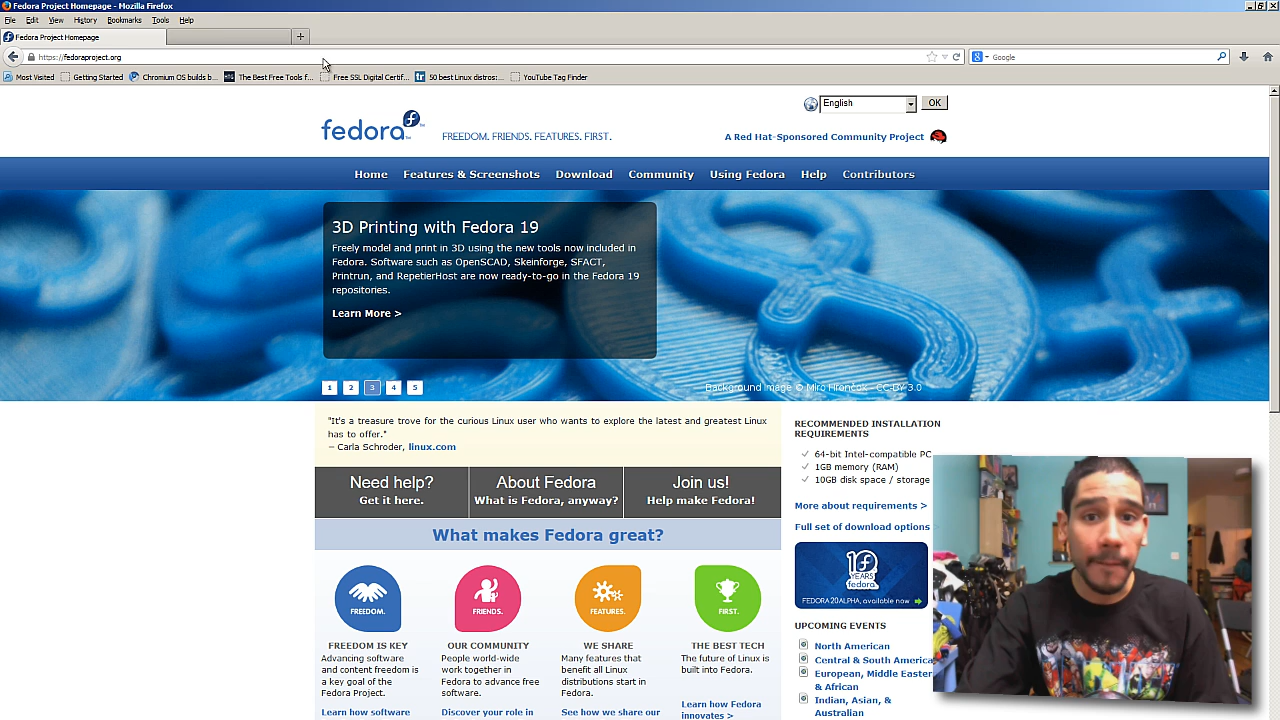 Fedora Project Homepage - Mozilla Firefox
File Edit View History Bookmarks Tools Help
Fedora Project Homepage
https://fedoraproject.org
Google
Most Visited Getting Started Chromium OS builds b... The Best Free Tools f... Free SSL Digital Certif... 50 best Linux distros:... YouTube Tag Finder
English OK
fedora
FREEDOM. FRIENDS. FEATURES. FIRST.
A Red Hat-Sponsored Community Project
Home Features & Screenshots Download Community Using Fedora Help Contributors
3D Printing with Fedora 19
Freely model and print in 3D using the new tools now included in
Fedora. Software such as OpenSCAD, Skeinforge, SFACT,
Printrun, and RepetierHost are now ready-to-go in the Fedora 19
repositories.
Learn More >
1 2 3 4 5
Background image © Miro Hrončok - CC-BY 3.0
"It's a treasure trove for the curious Linux user who wants to explore the latest and greatest Linux
has to offer."
– Carla Schroder, linux.com
Need help?
Get it here.
About Fedora
What is Fedora, anyway?
Join us!
Help make Fedora!
What makes Fedora great?
FREEDOM.
FREEDOM IS KEY
Advancing software
and content freedom is
a key goal of the
Fedora Project.
Learn how software
FRIENDS.
OUR COMMUNITY
People world-wide
work together in
Fedora to advance free
software.
Discover your role in
FEATURES.
WE SHARE
Many features that
benefit all Linux
distributions start in
Fedora.
See how we share our
FIRST.
THE BEST TECH
The future of Linux is
built into Fedora.
Learn how Fedora
innovates >
RECOMMENDED INSTALLATION
REQUIREMENTS
64-bit Intel-compatible PC
1GB memory (RAM)
10GB disk space / storage
More about requirements >
Full set of download options
10
YEARS
fedora
FEDORA 20 ALPHA, available now
UPCOMING EVENTS
North American
Central & South America
European, Middle Eastern
& African
Indian, Asian, &
Australian